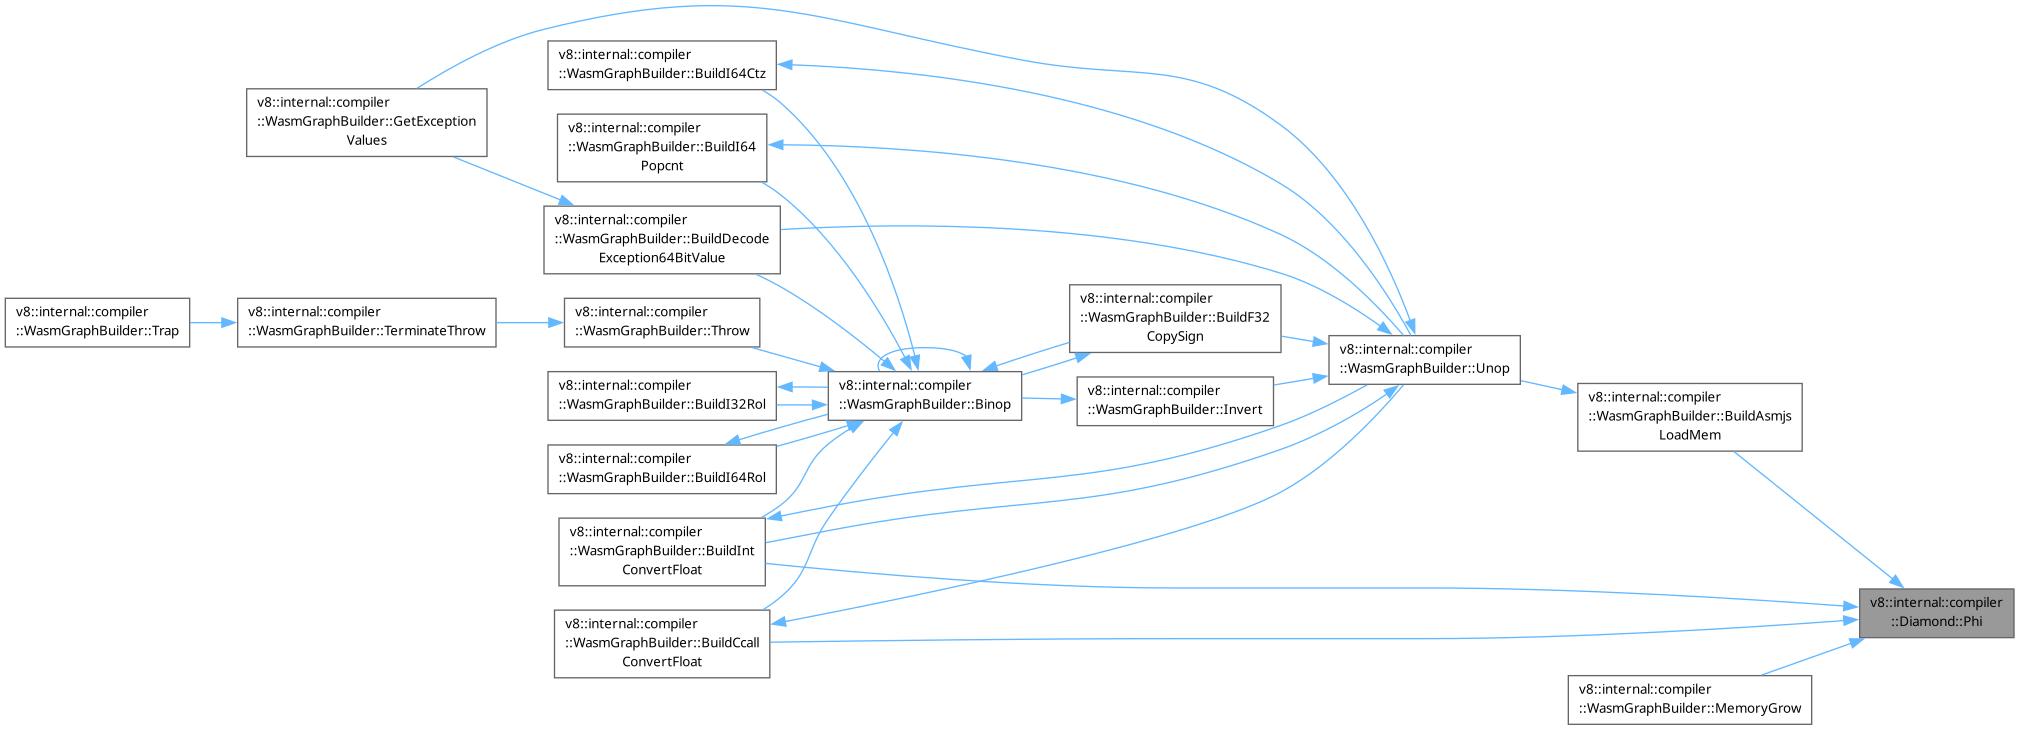 v8::internal::compiler
::WasmGraphBuilder::BuildI64Ctz
v8::internal::compiler
::WasmGraphBuilder::GetException
Values
v8::internal::compiler
::WasmGraphBuilder::BuildI64
Popcnt
v8::internal::compiler
::WasmGraphBuilder::BuildDecode
Exception64BitValue
v8::internal::compiler
::WasmGraphBuilder::Trap
v8::internal::compiler
::WasmGraphBuilder::TerminateThrow
v8::internal::compiler
::WasmGraphBuilder::Throw
v8::internal::compiler
::WasmGraphBuilder::BuildF32
CopySign
v8::internal::compiler
::WasmGraphBuilder::Unop
v8::internal::compiler
::WasmGraphBuilder::BuildI32Rol
v8::internal::compiler
::WasmGraphBuilder::Binop
v8::internal::compiler
::WasmGraphBuilder::Invert
v8::internal::compiler
::WasmGraphBuilder::BuildAsmjs
LoadMem
v8::internal::compiler
::WasmGraphBuilder::BuildI64Rol
v8::internal::compiler
::WasmGraphBuilder::BuildInt
ConvertFloat
v8::internal::compiler
::Diamond::Phi
v8::internal::compiler
::WasmGraphBuilder::BuildCcall
ConvertFloat
v8::internal::compiler
::WasmGraphBuilder::MemoryGrow